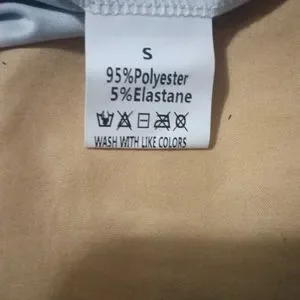 S
95%Polyester
5%Elastane
WASH WITH LIKE COLORS